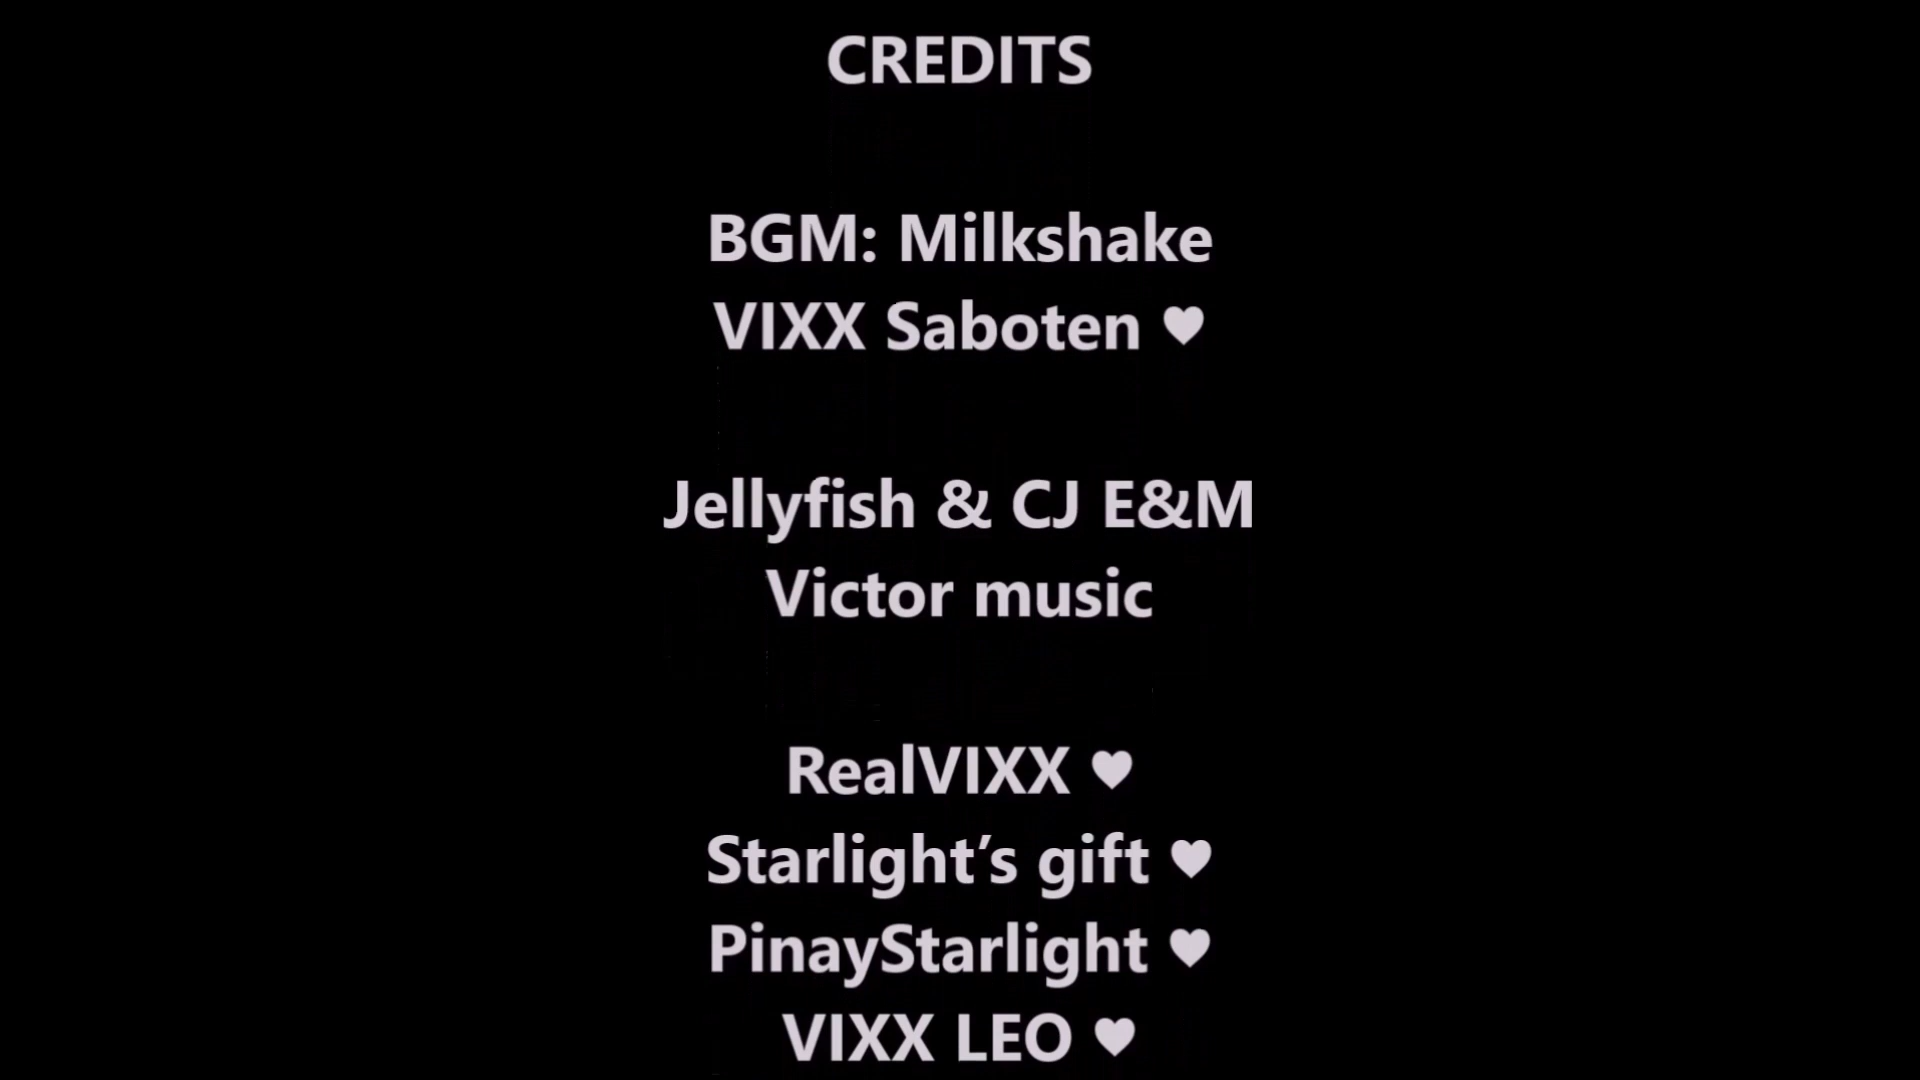 CREDITS
BGM: Milkshake
VIXX Saboten ♥
Jellyfish & CJ E&M
Victor music
RealVIXX ♥
Starlight’s gift ♥
PinayStarlight ♥
VIXX LEO ♥